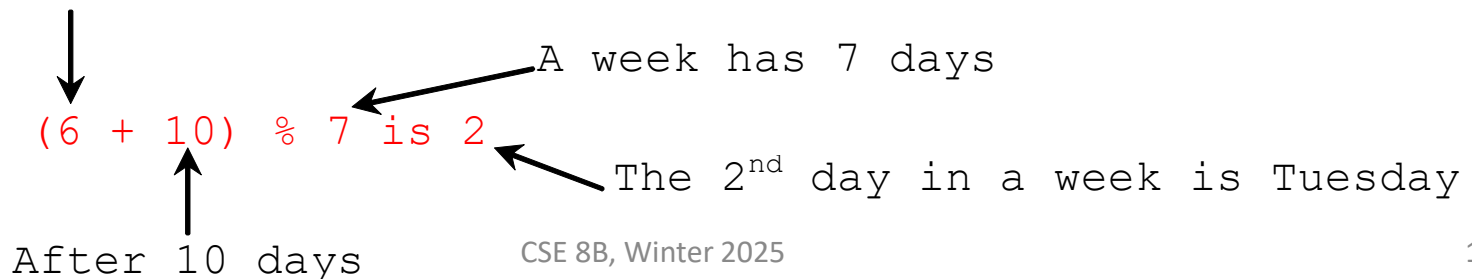 A week has 7 days
(6 + 10) % 7 is 2
The 2nd day in a week is Tuesday
After 10 days
CSE 8B, Winter 2025
1